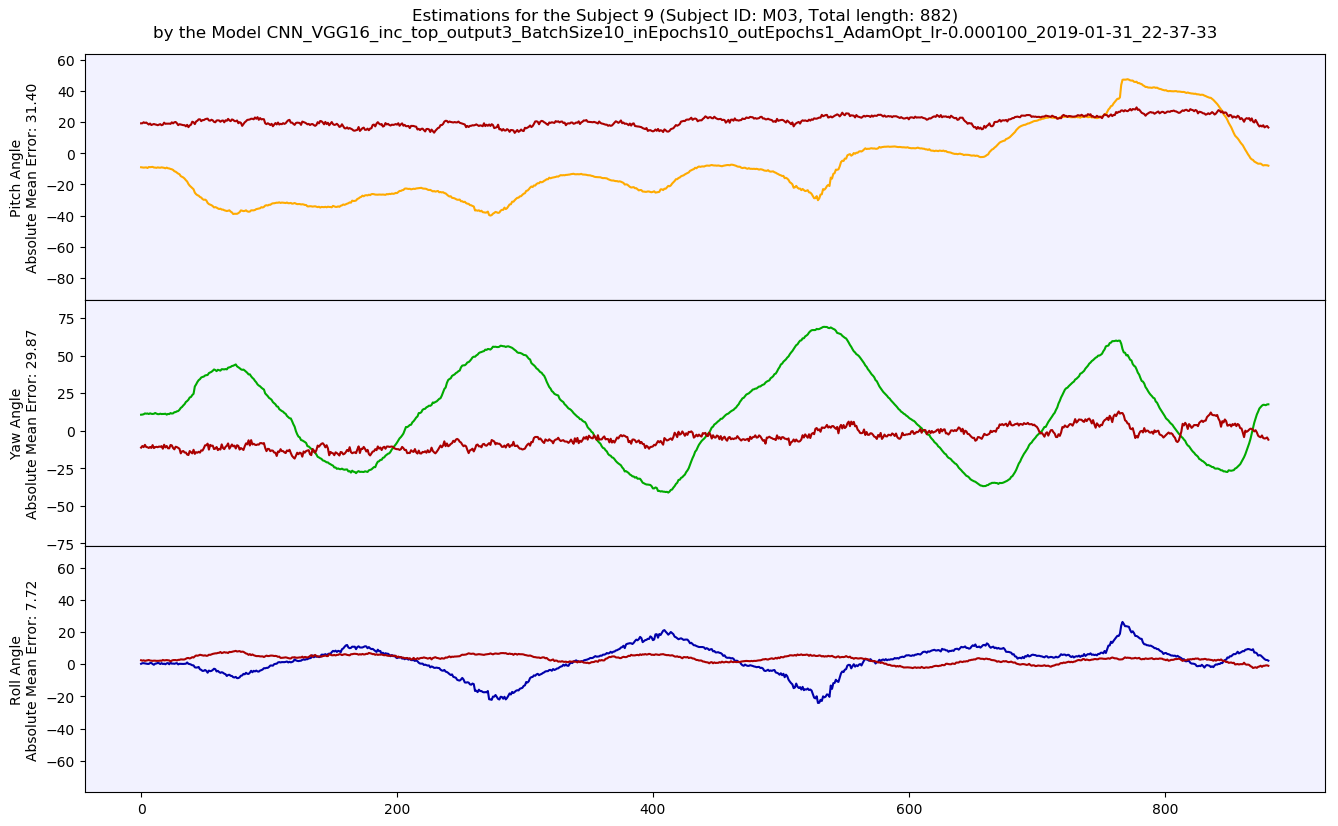 Estimations for the Subject 9 (Subject ID: M03, Total length: 882)
by the Model CNN_VGG16_inc_top_output3_BatchSize10_inEpochs10_outEpochs1_AdamOpt_lr-0.000100_2019-01-31_22-37-33
Pitch Angle
Absolute Mean Error: 31.40
60
40
20
0
−20
−40
−60
−80
Yaw Angle
Absolute Mean Error: 29.87
75
50
25
0
−25
−50
−75
Roll Angle
Absolute Mean Error: 7.72
60
40
20
0
−20
−40
−60
0 200 400 600 800